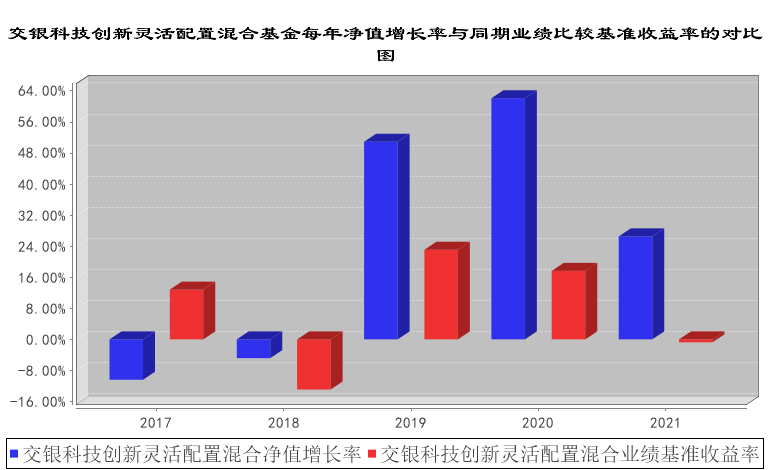 交银科技创新灵活配置混合基金每年净值增长率与同期业绩比较基准收益率的对比
图
64.00%
56.00%
48.00%
40.00%
32.00%
24.00%
16.00%
8.00%
0.00%
-8.00%
-16.00%
2017 2018 2019 2020 2021
交银科技创新灵活配置混合净值增长率 交银科技创新灵活配置混合业绩基准收益率